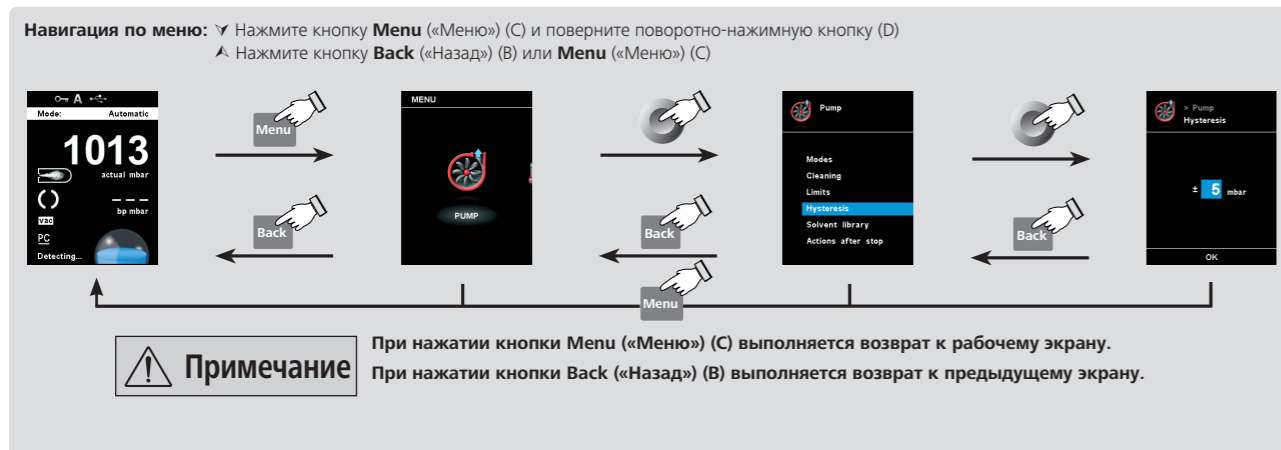 Навигация по меню: Нажмите кнопку Menu («Меню») (C) и поверните поворотно-нажимную кнопку (D)
Нажмите кнопку Back («Назад») (B) или Menu («Меню») (C)
A
Mode: Automatic
1013
actual mbar
bp mbar
vac
PC
Detecting...
Menu
Back
MENU
PUMP
Back
Pump
Modes
Cleaning
Limits
Hysteresis
Solvent library
Actions after stop
Back
> Pump
Hysteresis
± 5 mbar
OK
Menu
Примечание
При нажатии кнопки Menu («Меню») (C) выполняется возврат к рабочему экрану.
При нажатии кнопки Back («Назад») (B) выполняется возврат к предыдущему экрану.